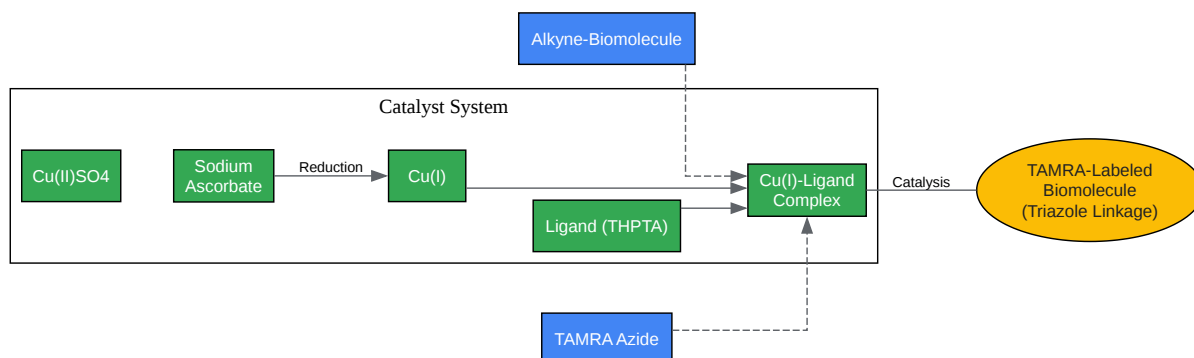 Alkyne-Biomolecule
Catalyst System
Cu(II)SO4
Sodium
Ascorbate
Reduction
Cu(I)
Ligand (THPTA)
Cu(I)-Ligand
Complex
Catalysis
TAMRA-Labeled
Biomolecule
(Triazole Linkage)
TAMRA Azide